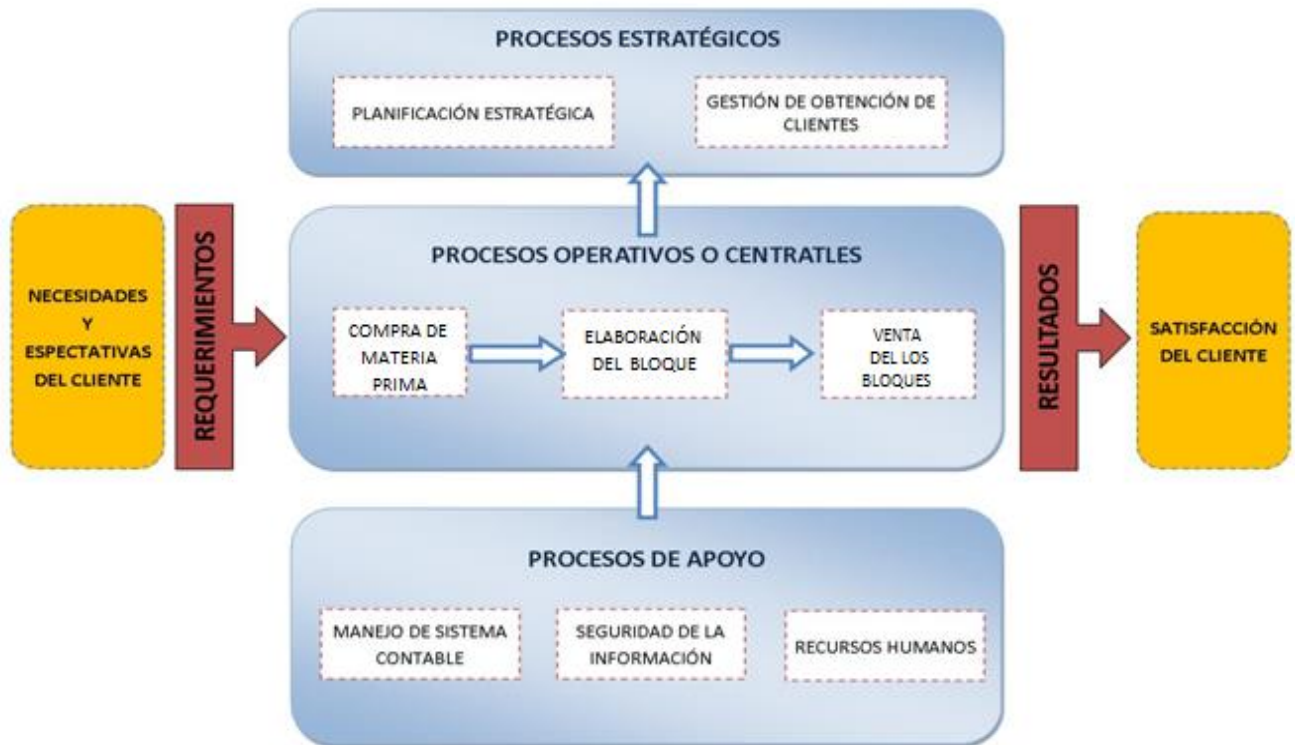 PROCESOS ESTRATÉGICOS
PLANIFICACIÓN ESTRATÉGICA
GESTIÓN DE OBTENCIÓN DE
CLIENTES
NECESIDADES
Y
ESPECTATIVAS
DEL CLIENTE
REQUERIMIENTOS
PROCESOS OPERATIVOS O CENTRATLES
COMPRA DE
MATERIA
PRIMA
ELABORACIÓN
DEL BLOQUE
VENTA
DEL LOS
BLOQUES
RESULTADOS
SATISFACCIÓN
DEL CLIENTE
PROCESOS DE APOYO
MANEJO DE SISTEMA
CONTABLE
SEGURIDAD DE LA
INFORMACIÓN
RECURSOS HUMANOS